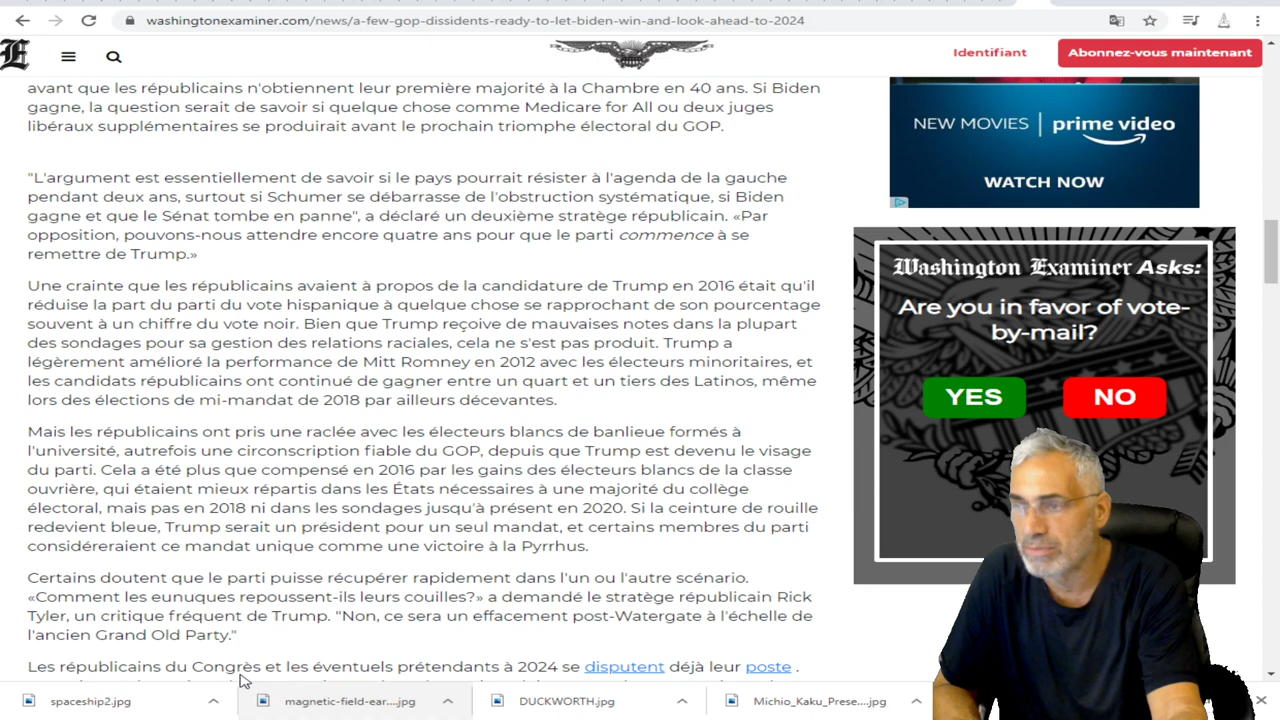 washingtonexaminer.com/news/a-few-gop-dissidents-ready-to-let-biden-win-and-look-ahead-to-2024
E
Identifiant
Abonnez-vous maintenant
avant que les républicains n'obtiennent leur première majorité à la Chambre en 40 ans. Si Biden
gagne, la question serait de savoir si quelque chose comme Medicare for All ou deux juges
libéraux supplémentaires se produirait avant le prochain triomphe électoral du GOP.
"L'argument est essentiellement de savoir si le pays pourrait résister à l'agenda de la gauche
pendant deux ans, surtout si Schumer se débarrasse de l'obstruction systématique, si Biden
gagne et que le Sénat tombe en panne", a déclaré un deuxième stratège républicain. «Par
opposition, pouvons-nous attendre encore quatre ans pour que le parti commence à se
remettre de Trump.»
Une crainte que les républicains avaient à propos de la candidature de Trump en 2016 était qu'il
réduise la part du parti du vote hispanique à quelque chose se rapprochant de son pourcentage
souvent à un chiffre du vote noir. Bien que Trump reçoive de mauvaises notes dans la plupart
des sondages pour sa gestion des relations raciales, cela ne s'est pas produit. Trump a
légèrement amélioré la performance de Mitt Romney en 2012 avec les électeurs minoritaires, et
les candidats républicains ont continué de gagner entre un quart et un tiers des Latinos, même
lors des élections de mi-mandat de 2018 par ailleurs décevantes.
Mais les républicains ont pris une raclée avec les électeurs blancs de banlieue formés à
l'université, autrefois une circonscription fiable du GOP, depuis que Trump est devenu le visage
du parti. Cela a été plus que compensé en 2016 par les gains des électeurs blancs de la classe
ouvrière, qui étaient mieux répartis dans les États nécessaires à une majorité du collège
électoral, mais pas en 2018 ni dans les sondages jusqu'à présent en 2020. Si la ceinture de rouille
redevient bleue, Trump serait un président pour un seul mandat, et certains membres du parti
considéreraient ce mandat unique comme une victoire à la Pyrrhus.
Certains doutent que le parti puisse récupérer rapidement dans l'un ou l'autre scénario.
«Comment les eunuques repoussent-ils leurs couilles?» a demandé le stratège républicain Rick
Tyler, un critique fréquent de Trump. "Non, ce sera un effacement post-Watergate à l'échelle de
l'ancien Grand Old Party."
Les républicains du Congrès et les éventuels prétendants à 2024 se disputent déjà leur poste .
NEW MOVIES | prime video
WATCH NOW
Washington Examiner Asks:
Are you in favor of vote-
by-mail?
YES
NO
spaceship2.jpg
magnetic-field-ear....jpg
DUCKWORTH.jpg
Michio_Kaku_Prese....jpg